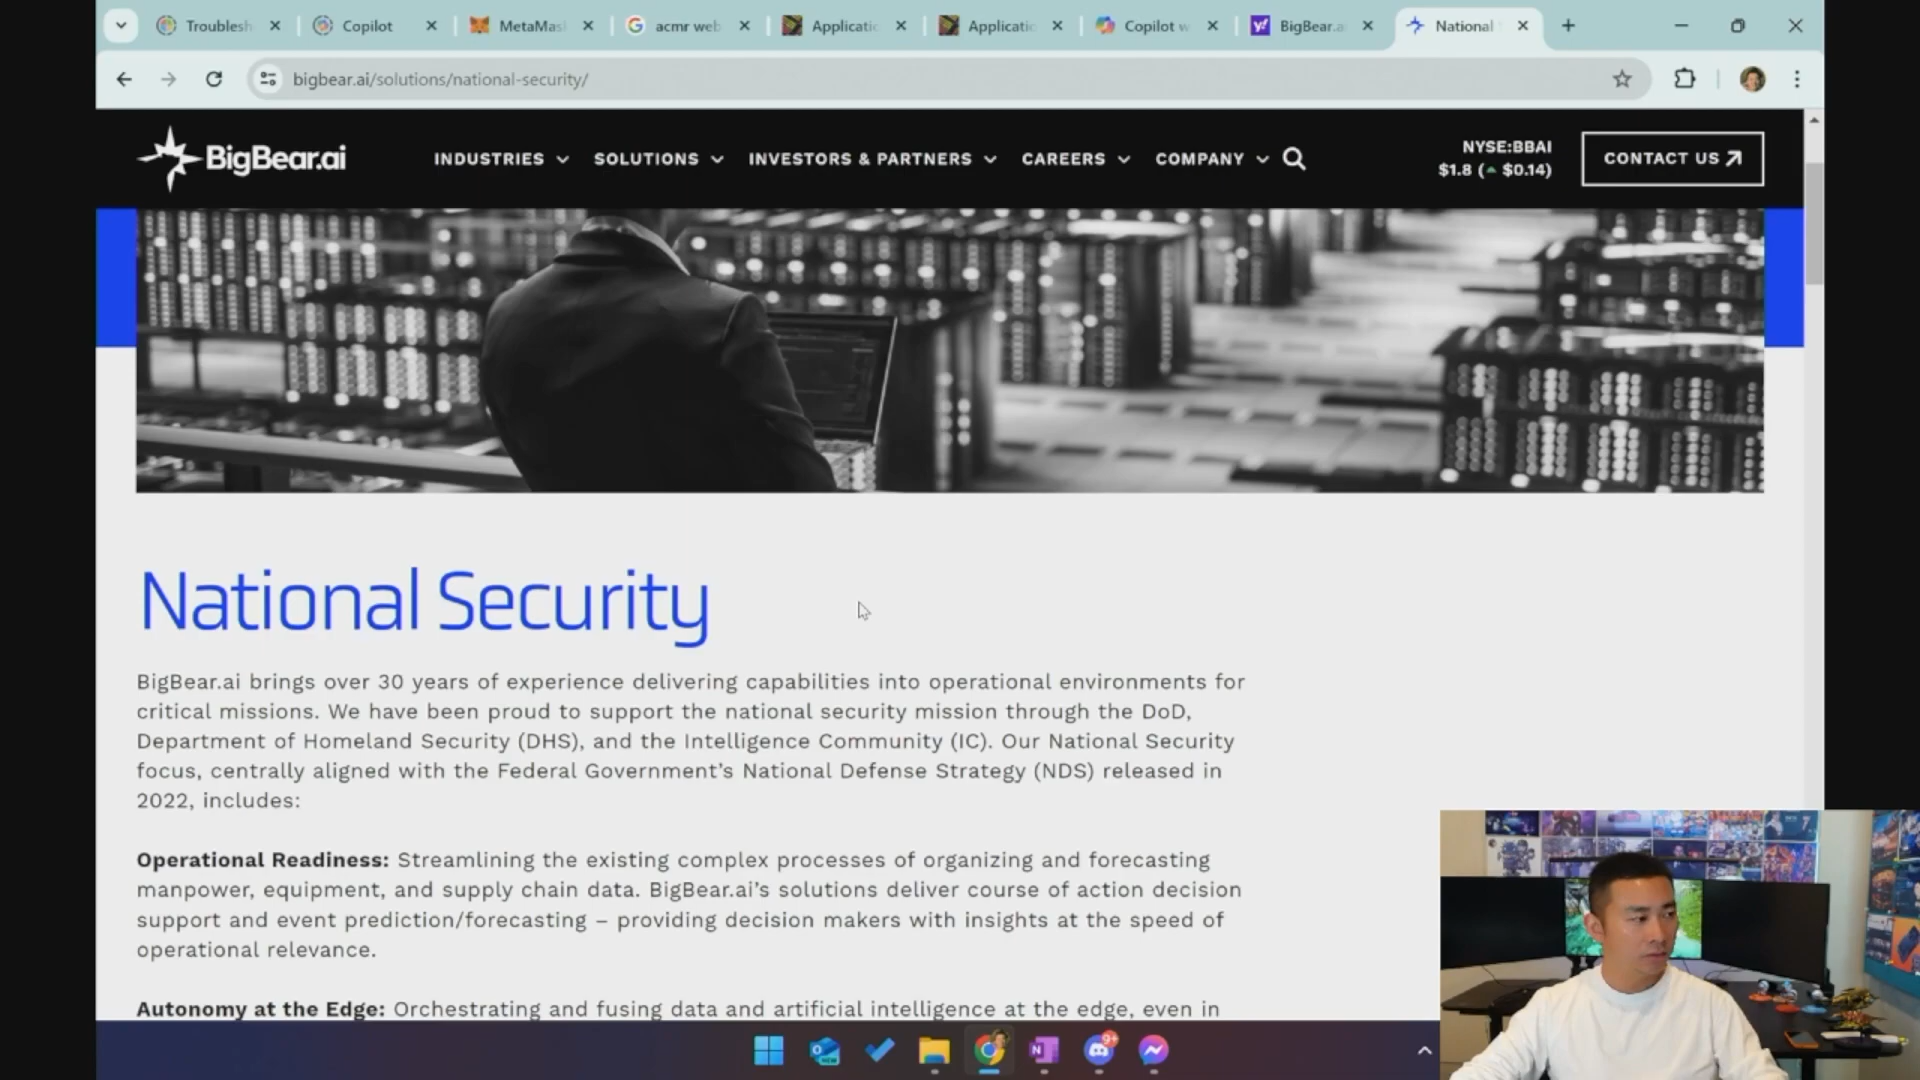 Troublesh
Copilot
MetaMas
acmr web
Applicatio
Applicatio
Copilot w
BigBear.a
National
bigbear.ai/solutions/national-security/
BigBear.ai
INDUSTRIES
SOLUTIONS
INVESTORS & PARTNERS
CAREERS
COMPANY
NYSE:BBAI
$1.8 ($0.14)
CONTACT US
National Security
BigBear.ai brings over 30 years of experience delivering capabilities into operational environments for
critical missions. We have been proud to support the national security mission through the DoD,
Department of Homeland Security (DHS), and the Intelligence Community (IC). Our National Security
focus, centrally aligned with the Federal Government’s National Defense Strategy (NDS) released in
2022, includes:
Operational Readiness: Streamlining the existing complex processes of organizing and forecasting
manpower, equipment, and supply chain data. BigBear.ai’s solutions deliver course of action decision
support and event prediction/forecasting – providing decision makers with insights at the speed of
operational relevance.
Autonomy at the Edge: Orchestrating and fusing data and artificial intelligence at the edge, even in
9+